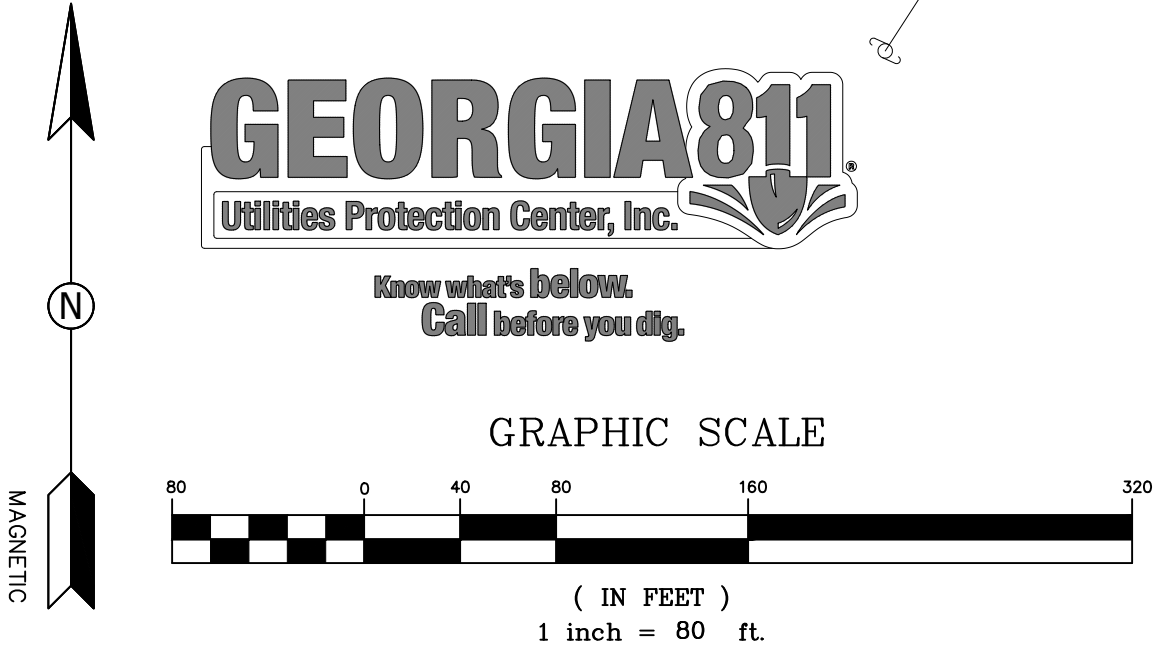 GEORGIA811®
Utilities Protection Center, Inc.
Know what's below.
Call before you dig.
N
MAGNETIC
GRAPHIC SCALE
80 0 40 80 160 320
( IN FEET )
1 inch = 80 ft.